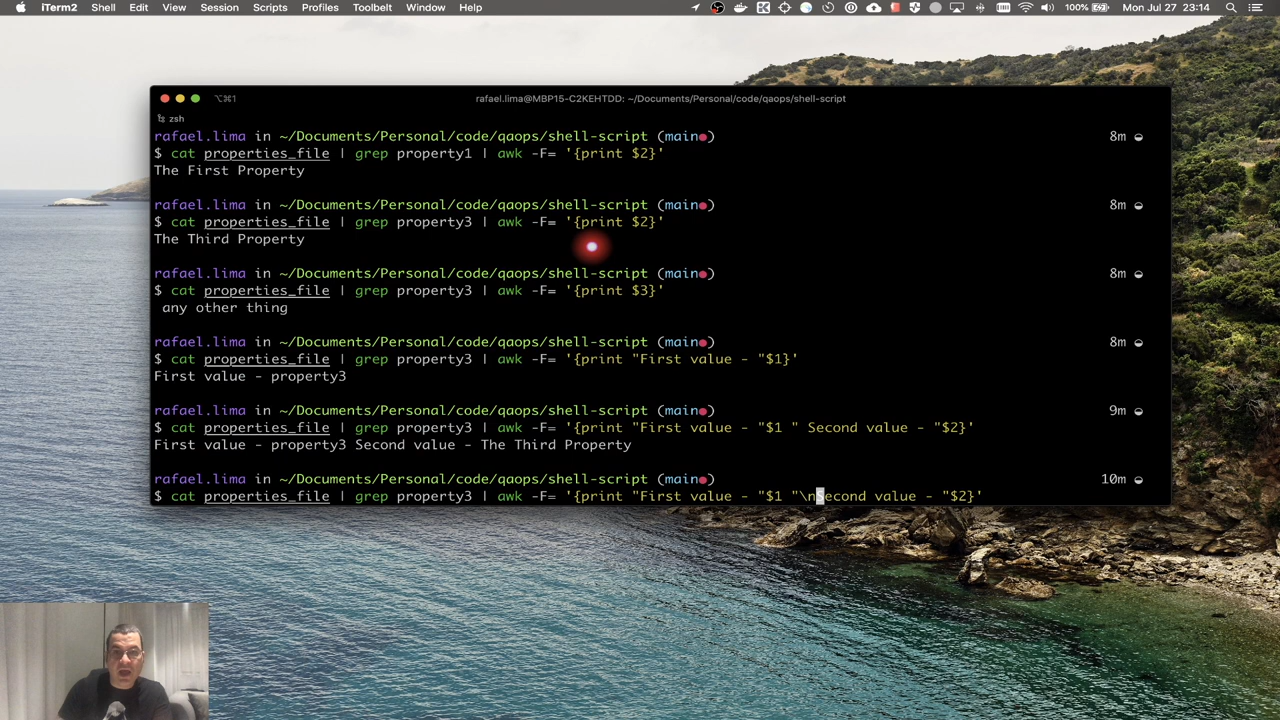 iTerm2 Shell Edit View Session Scripts Profiles Toolbelt Window Help 100% Mon Jul 27 23:14
⌥⌘1 rafael.lima@MBP15-C2KEHTDD: ~/Documents/Personal/code/qaops/shell-script
zsh
rafael.lima in ~/Documents/Personal/code/qaops/shell-script (main●) 8m
$ cat properties_file | grep property1 | awk -F= '{print $2}'
The First Property
rafael.lima in ~/Documents/Personal/code/qaops/shell-script (main●) 8m
$ cat properties_file | grep property3 | awk -F= '{print $2}'
The Third Property
rafael.lima in ~/Documents/Personal/code/qaops/shell-script (main●) 8m
$ cat properties_file | grep property3 | awk -F= '{print $3}'
any other thing
rafael.lima in ~/Documents/Personal/code/qaops/shell-script (main●) 8m
$ cat properties_file | grep property3 | awk -F= '{print "First value - "$1}'
First value - property3
rafael.lima in ~/Documents/Personal/code/qaops/shell-script (main●) 9m
$ cat properties_file | grep property3 | awk -F= '{print "First value - "$1 " Second value - "$2}'
First value - property3 Second value - The Third Property
rafael.lima in ~/Documents/Personal/code/qaops/shell-script (main●) 10m
$ cat properties_file | grep property3 | awk -F= '{print "First value - "$1 "\nSecond value - "$2}'